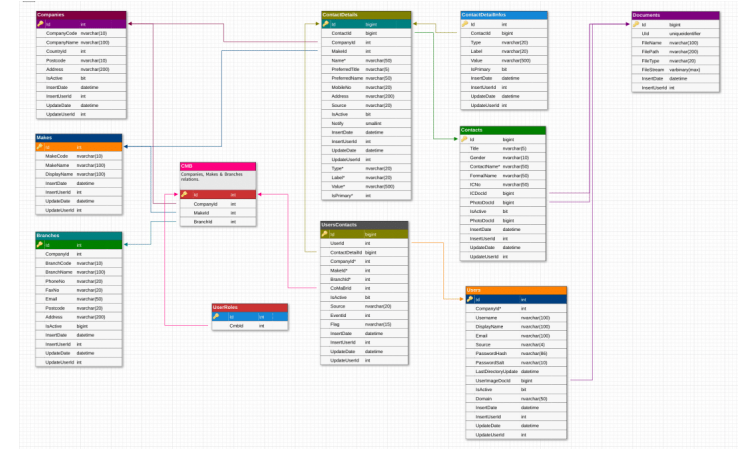 Companies
Id int
CompanyCode nvarchar(10)
CompanyName nvarchar(100)
CountryId int
Postcode nvarchar(10)
Address nvarchar(200)
IsActive bit
InsertDate datetime
InsertUserId int
UpdateDate datetime
UpdateUserId int
Makes
Id int
MakeCode nvarchar(10)
MakeName nvarchar(100)
DisplayName nvarchar(100)
InsertDate datetime
InsertUserId int
UpdateDate datetime
UpdateUserId int
Branches
Id int
CompanyId int
BranchCode nvarchar(10)
BranchName nvarchar(100)
PhoneNo nvarchar(20)
FaxNo nvarchar(20)
Email nvarchar(50)
Postcode nvarchar(20)
Address nvarchar(200)
IsActive bigint
InsertDate datetime
InsertUserId int
UpdateDate datetime
UpdateUserId int
CMB
Companies, Makes & Branches
relations.
Id int
CompanyId int
MakeId int
BranchId int
UserRoles
Id int
CmbId int
ContactDetails
Id bigint
ContactId bigint
CompanyId int
MakeId int
Name* nvarchar(50)
PreferredTitle nvarchar(5)
PreferredName nvarchar(50)
MobileNo nvarchar(20)
Address nvarchar(200)
Source nvarchar(20)
IsActive bit
Notify smallint
InsertDate datetime
InsertUserId int
UpdateDate datetime
UpdateUserId int
Type* nvarchar(20)
Label* nvarchar(20)
Value* nvarchar(500)
IsPrimary* int
UsersContacts
Id bigint
UserId int
ContactDetailId bigint
CompanyId* int
MakeId* int
BranchId* int
CoMaBrId int
IsActive bit
Source nvarchar(20)
EventId int
Flag nvarchar(15)
InsertDate datetime
InsertUserId int
UpdateDate datetime
UpdateUserId int
ContactDetailInfos
Id bigint
ContactId bigint
Type nvarchar(20)
Label nvarchar(20)
Value nvarchar(500)
IsPrimary bit
InsertDate datetime
InsertUserId int
UpdateDate datetime
UpdateUserId int
Contacts
Id bigint
Title nvarchar(5)
Gender nvarchar(10)
ContactName* nvarchar(50)
FormalName nvarchar(50)
ICNo nvarchar(50)
ICDocId bigint
PhotoDocId bigint
IsActive bit
PhotoDocId bigint
InsertDate datetime
InsertUserId int
UpdateDate datetime
UpdateUserId int
Users
Id int
CompanyId* int
Username nvarchar(100)
DisplayName nvarchar(100)
Email nvarchar(100)
Source nvarchar(4)
PasswordHash nvarchar(86)
PasswordSalt nvarchar(10)
LastDirectoryUpdate datetime
UserImageDocId bigint
IsActive bit
Domain nvarchar(50)
InsertDate datetime
InsertUserId int
UpdateDate datetime
UpdateUserId int
Documents
Id bigint
Uid uniqueidentifier
FileName nvarchar(100)
FilePath nvarchar(200)
FileType nvarchar(20)
FileStream varbinary(max)
InsertDate datetime
InsertUserId int